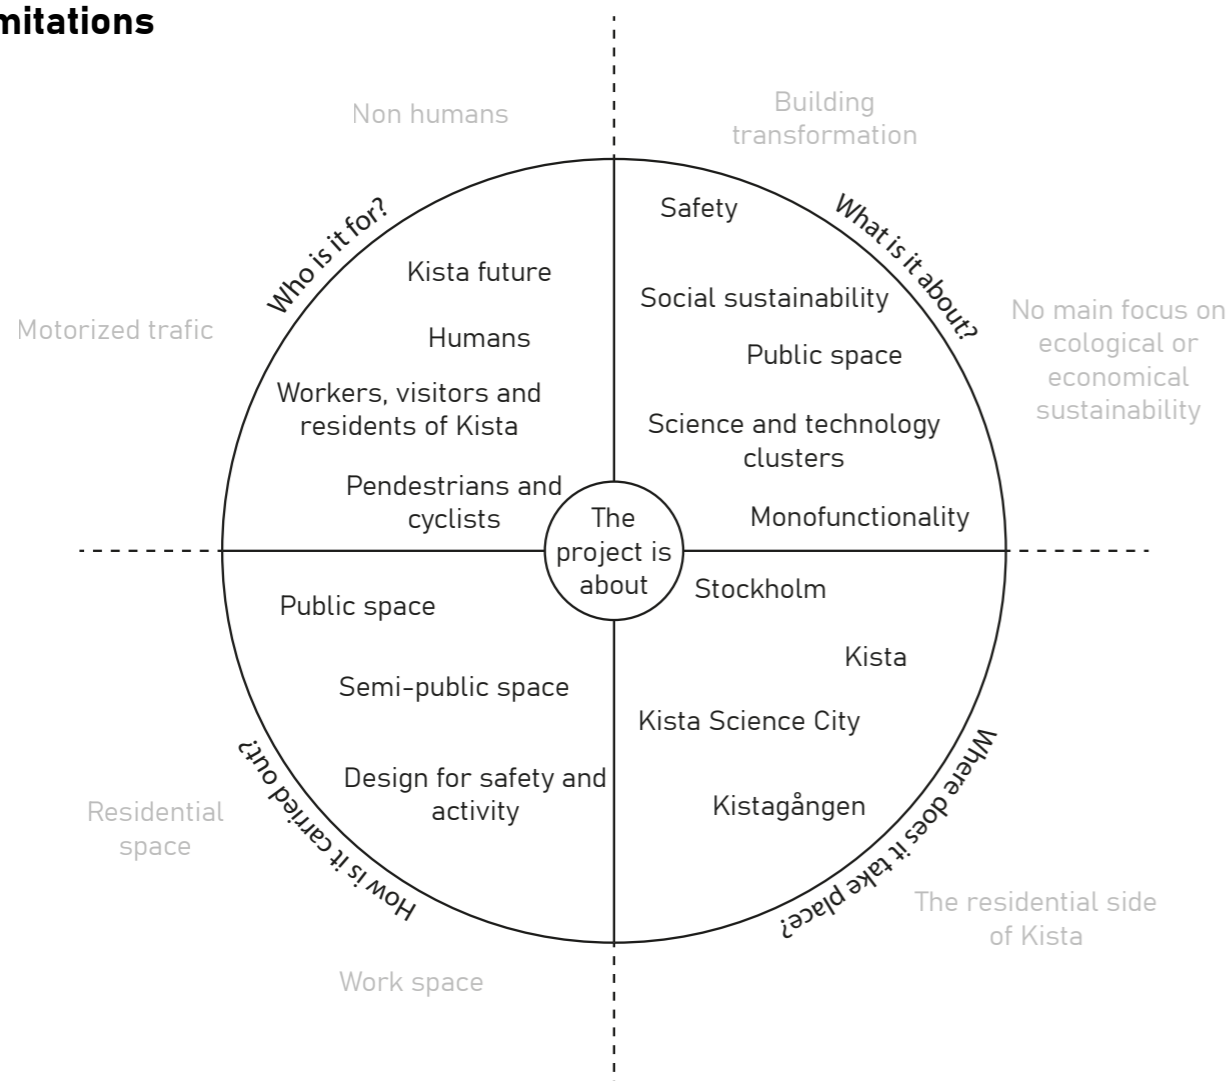 mitations
Non humans
Building
transformation
Who is it for?
What is it about?
Safety
Kista future
Social sustainability
Motorized trafic
No main focus on
ecological or
economical
sustainability
Humans
Public space
Workers, visitors and
residents of Kista
Science and technology
clusters
Pendestrians and
cyclists
Monofunctionality
The
project is
about
Stockholm
Public space
Kista
Semi-public space
Kista Science City
Design for safety and
activity
Kistagången
How is it carried out?
Where does it take place?
Residential
space
The residential side
of Kista
Work space